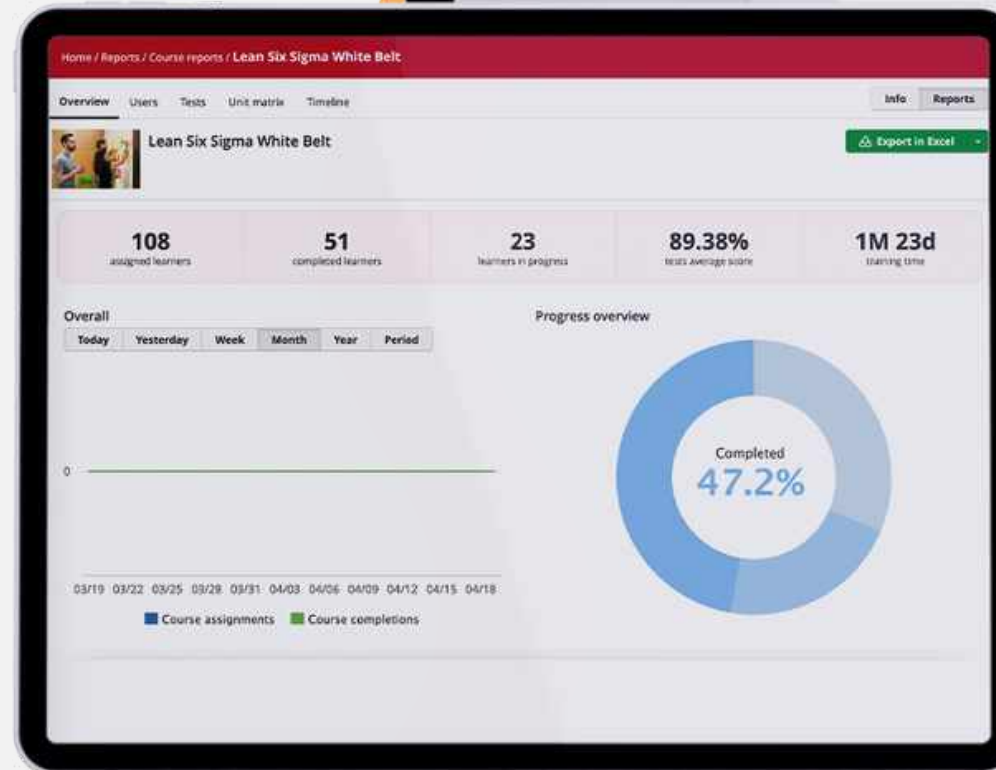 Home / Reports / Course reports / Lean Six Sigma White Belt
Overview Users Tests Unit matrix Timeline Info Reports
Lean Six Sigma White Belt
Export in Excel
108 51 23 89.38% 1M 23d
assigned learners completed learners learners in progress tests average score training time
Overall
Progress overview
Today Yesterday Week Month Year Period
Completed
47.2%
0
03/19 03/22 03/25 03/28 03/31 04/03 04/06 04/09 04/12 04/15 04/18
Course assignments Course completions